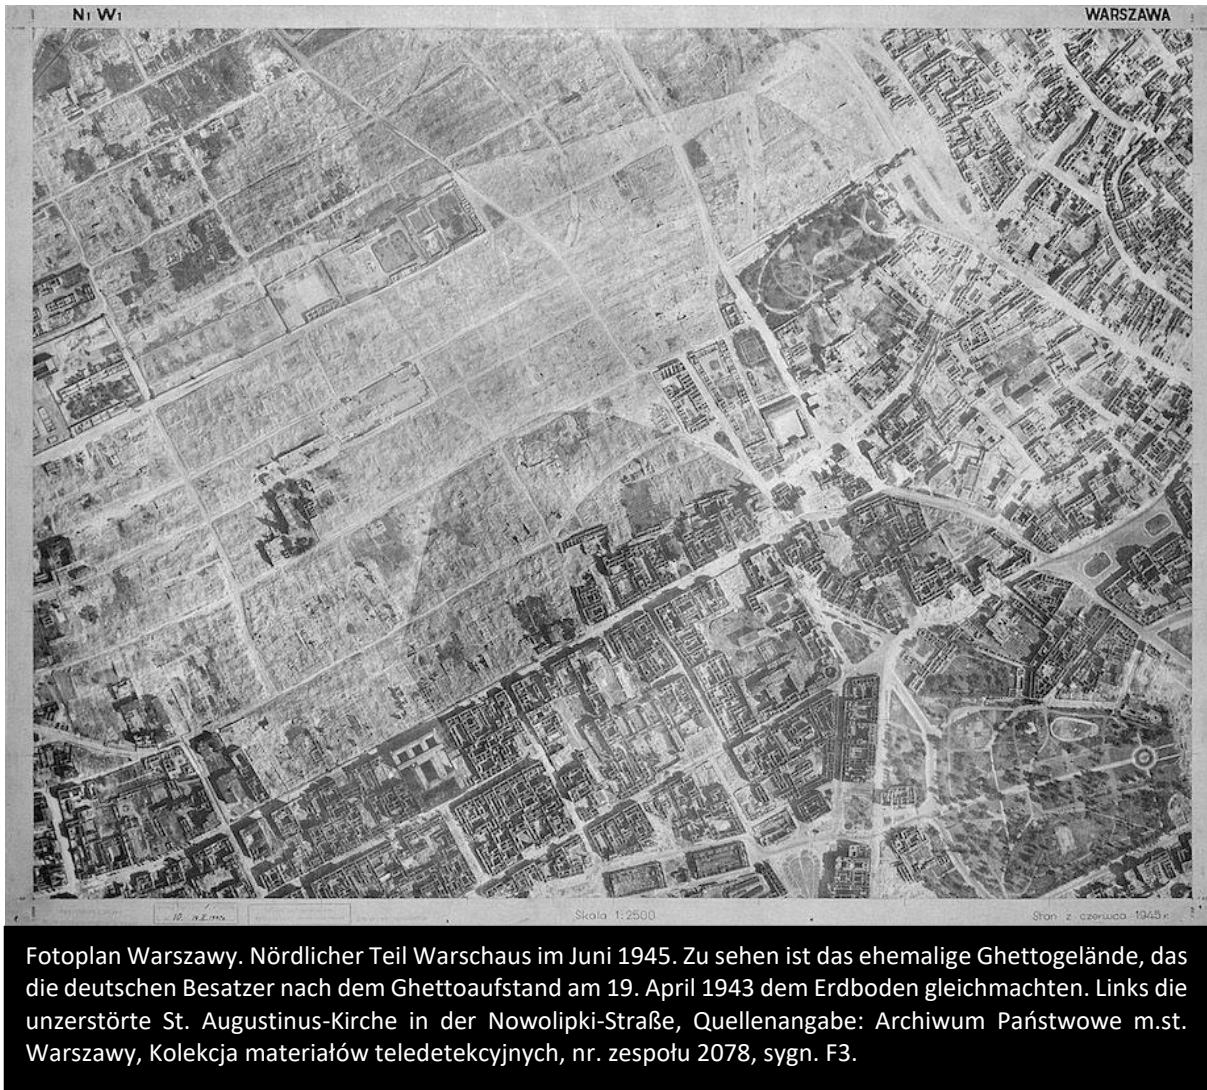 N1 W1
WARSZAWA
Skala 1:2500
Stan z czerwca 1945 r.
Fotoplan Warszawy. Nördlicher Teil Warschaus im Juni 1945. Zu sehen ist das ehemalige Ghettogelände, das
die deutschen Besatzer nach dem Ghettoaufstand am 19. April 1943 dem Erdboden gleichmachten. Links die
unzerstörte St. Augustinus-Kirche in der Nowolipki-Straße, Quellenangabe: Archiwum Państwowe m.st.
Warszawy, Kolekcja materiałów teledetekcyjnych, nr. zespołu 2078, sygn. F3.